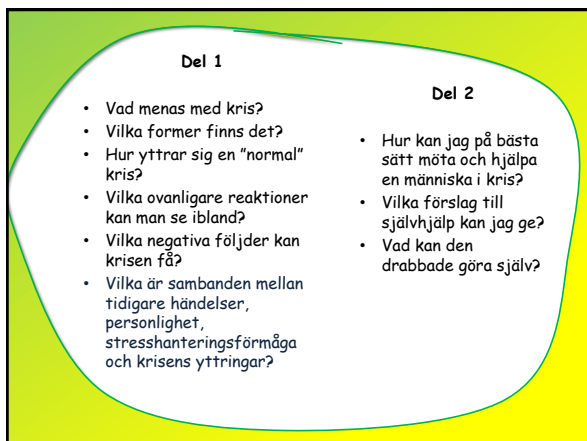 Del 1
• Vad menas med kris?
• Vilka former finns det?
• Hur yttrar sig en ”normal”
kris?
• Vilka ovanligare reaktioner
kan man se ibland?
• Vilka negativa följder kan
krisen få?
• Vilka är sambanden mellan
tidigare händelser,
personlighet,
stresshanteringsförmåga
och krisens yttringar?
Del 2
• Hur kan jag på bästa
sätt möta och hjälpa
en människa i kris?
• Vilka förslag till
självhjälp kan jag ge?
• Vad kan den
drabbade göra själv?